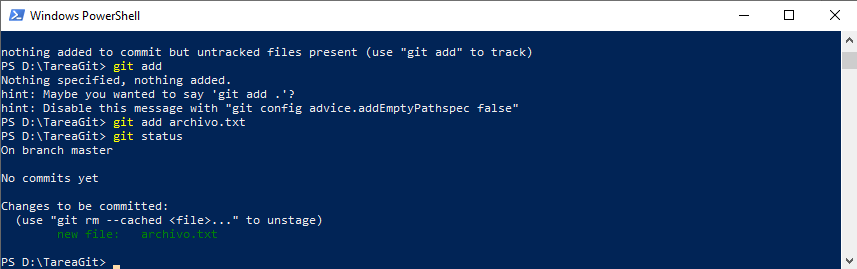 Windows PowerShell
nothing added to commit but untracked files present (use "git add" to track)
PS D:\TareaGit> git add
Nothing specified, nothing added.
hint: Maybe you wanted to say 'git add .'?
hint: Disable this message with "git config advice.addEmptyPathspec false"
PS D:\TareaGit> git add archivo.txt
PS D:\TareaGit> git status
On branch master
No commits yet
Changes to be committed:
  (use "git rm --cached <file>..." to unstage)
        new file:   archivo.txt
PS D:\TareaGit>